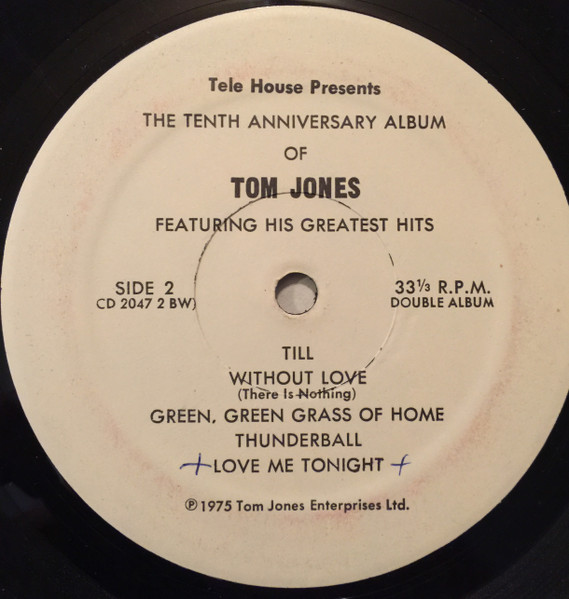 Tele House Presents
THE TENTH ANNIVERSARY ALBUM
OF
TOM JONES
FEATURING HIS GREATEST HITS
SIDE 2 33⅓ R.P.M.
CD 2047 2 BW) DOUBLE ALBUM
TILL
WITHOUT LOVE
(There Is Nothing)
GREEN, GREEN GRASS OF HOME
THUNDERBALL
+LOVE ME TONIGHT +
℗ 1975 Tom Jones Enterprises Ltd.